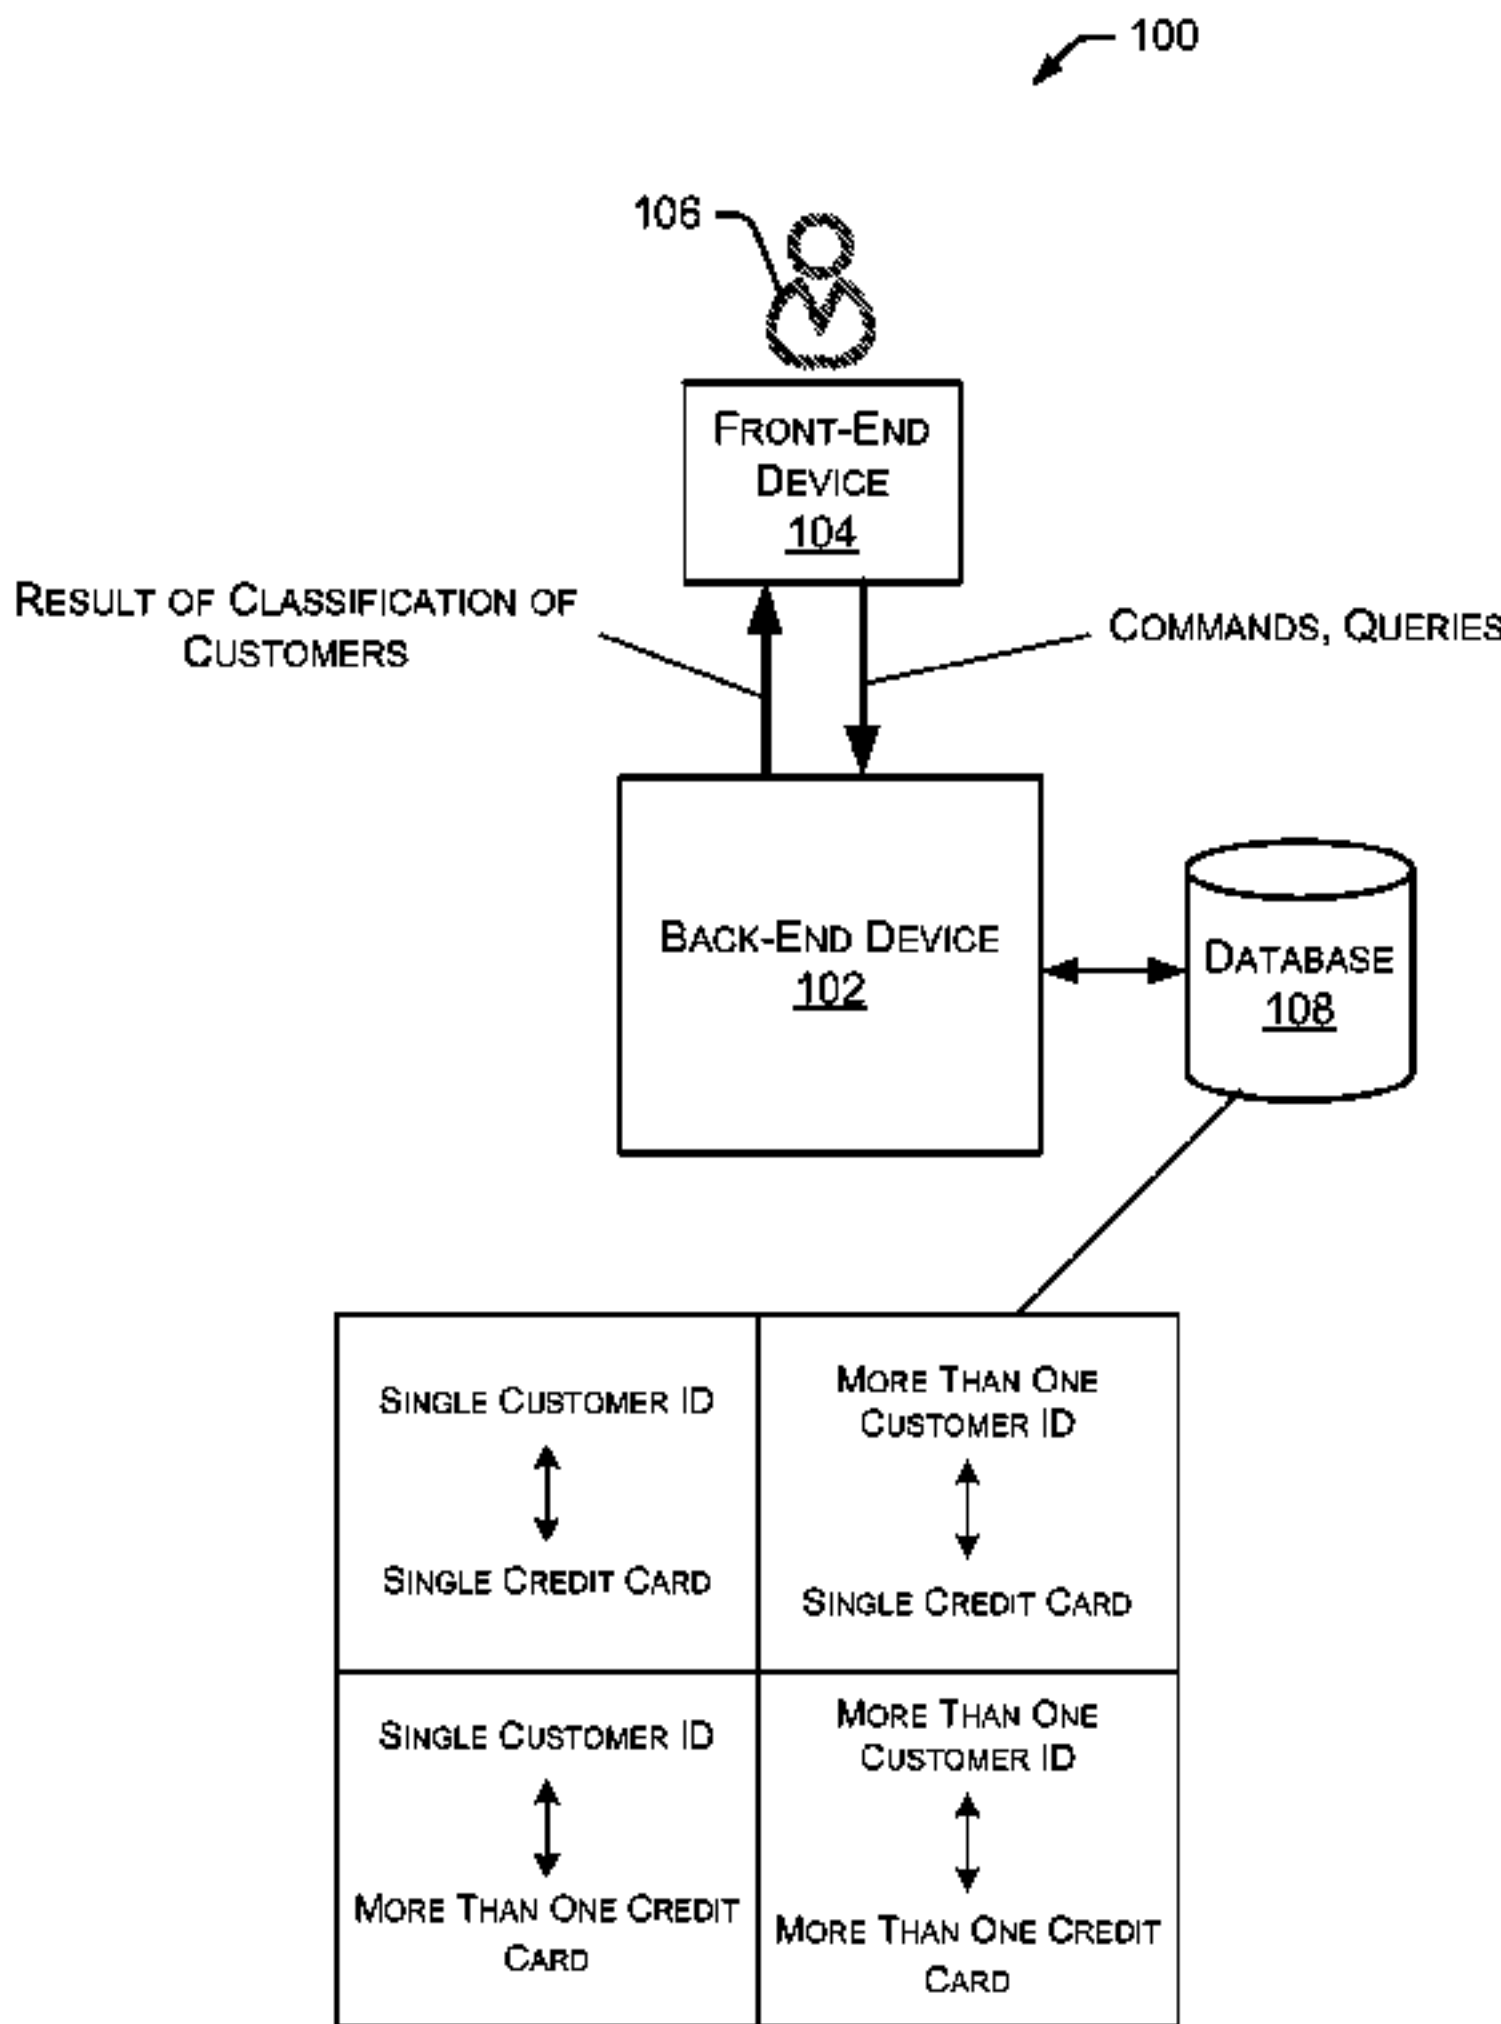 100
106
FRONT-END
DEVICE
104
RESULT OF CLASSIFICATION OF
CUSTOMERS
COMMANDS, QUERIES
BACK-END DEVICE
102
DATABASE
108
SINGLE CUSTOMER ID
SINGLE CREDIT CARD
MORE THAN ONE
CUSTOMER ID
SINGLE CREDIT CARD
SINGLE CUSTOMER ID
MORE THAN ONE CREDIT
CARD
MORE THAN ONE
CUSTOMER ID
MORE THAN ONE CREDIT
CARD